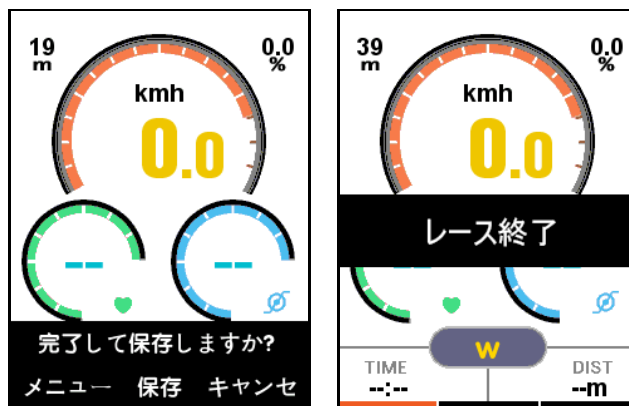 19
m
0.0
%
kmh
0.0
--
--
完了して保存しますか?
メニュー 保存 キャンセ
39
m
0.0
%
kmh
0.0
レース終了
--
--
W
TIME
--:--
DIST
--m